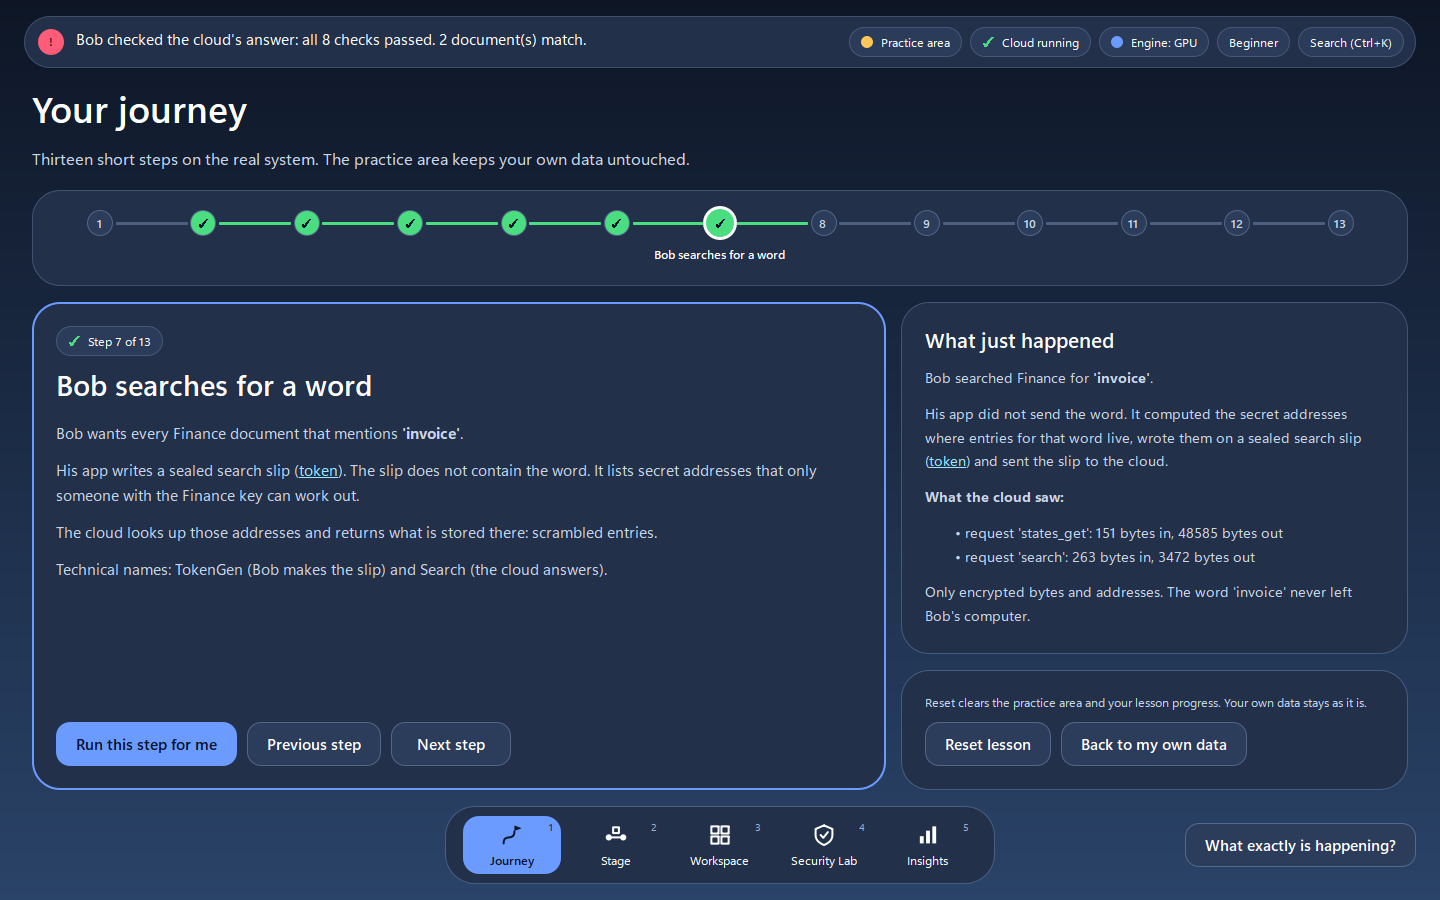 ! Bob checked the cloud's answer: all 8 checks passed. 2 document(s) match.
Practice area
✓ Cloud running
Engine: GPU
Beginner
Search (Ctrl+K)
Your journey
Thirteen short steps on the real system. The practice area keeps your own data untouched.
1 ✓ ✓ ✓ ✓ ✓ ✓ 8 9 10 11 12 13
Bob searches for a word
✓ Step 7 of 13
Bob searches for a word
Bob wants every Finance document that mentions 'invoice'.
His app writes a sealed search slip (token). The slip does not contain the word. It lists secret addresses that only
someone with the Finance key can work out.
The cloud looks up those addresses and returns what is stored there: scrambled entries.
Technical names: TokenGen (Bob makes the slip) and Search (the cloud answers).
Run this step for me
Previous step
Next step
What just happened
Bob searched Finance for 'invoice'.
His app did not send the word. It computed the secret addresses
where entries for that word live, wrote them on a sealed search slip
(token) and sent the slip to the cloud.
What the cloud saw:
• request 'states_get': 151 bytes in, 48585 bytes out
• request 'search': 263 bytes in, 3472 bytes out
Only encrypted bytes and addresses. The word 'invoice' never left
Bob's computer.
Reset clears the practice area and your lesson progress. Your own data stays as it is.
Reset lesson
Back to my own data
Journey 1
Stage 2
Workspace 3
Security Lab 4
Insights 5
What exactly is happening?